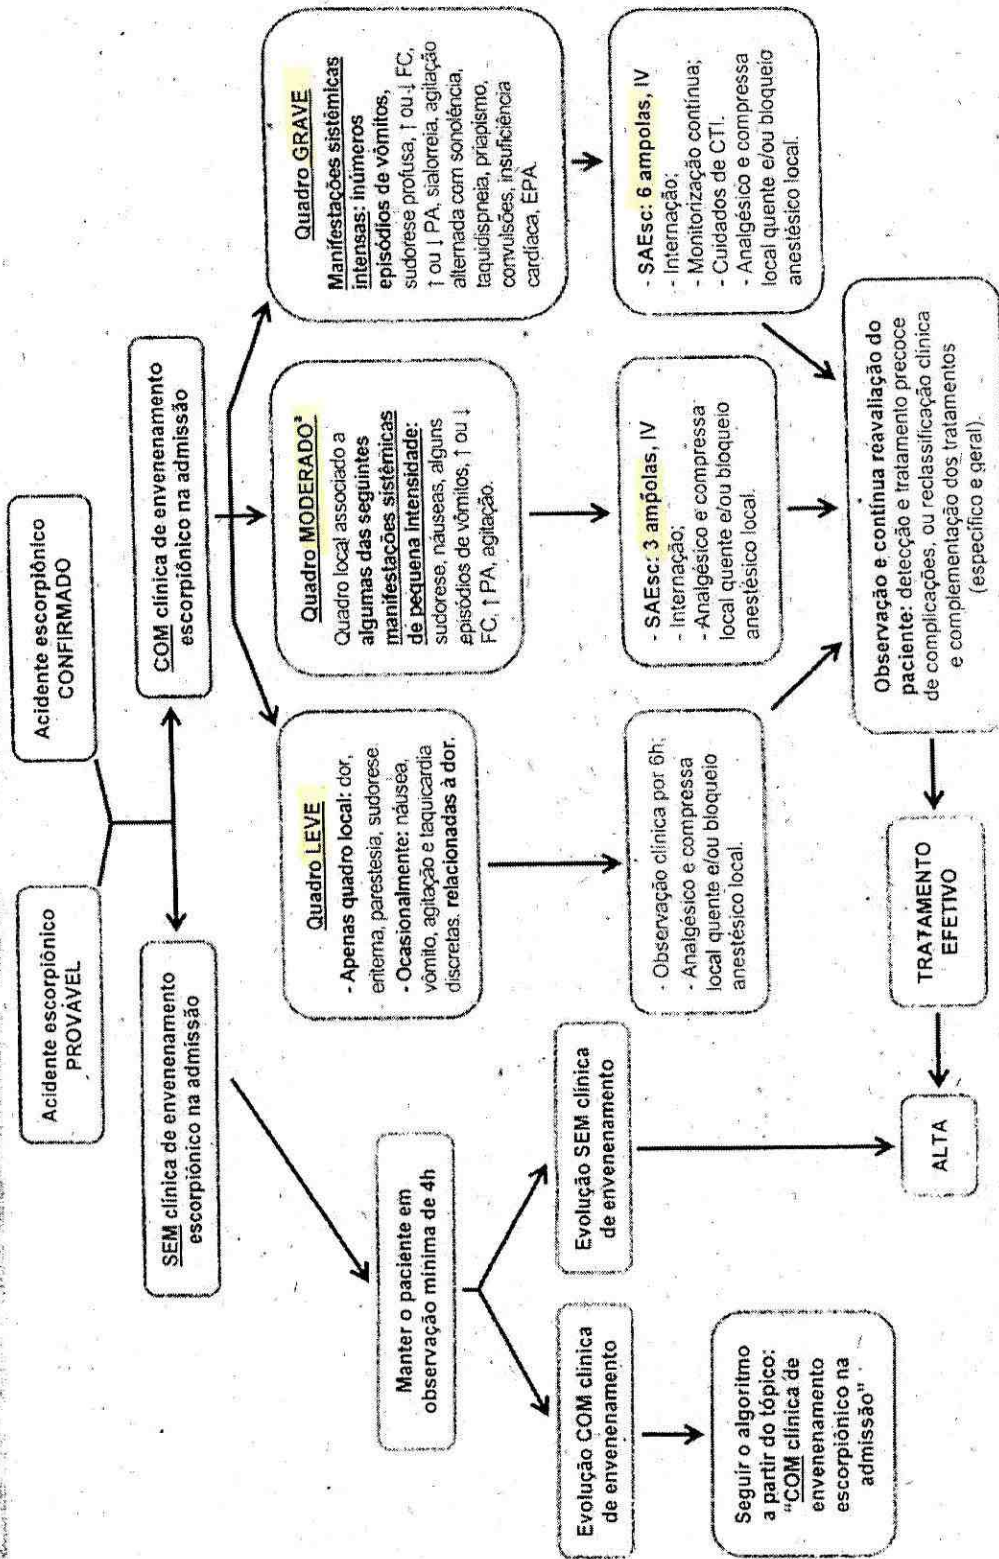 Acidente escorpiônico
PROVÁVEL
Acidente escorpiônico
CONFIRMADO
SEM clínica de envenenamento
escorpiônico na admissão
COM clínica de envenenamento
escorpiônico na admissão
Manter o paciente em
observação mínima de 4h
Evolução COM clínica
de envenenamento
Evolução SEM clínica
de envenenamento
Seguir o algoritmo
a partir do tópico:
"COM clínica de
envenenamento
escorpiônico na
admissão"
Quadro LEVE
- Apenas quadro local: dor,
eritema, parestesia, sudorese.
- Ocasionalmente: náusea,
vômito, agitação e taquicardia
discretas, relacionadas à dor.
Quadro MODERADO²
Quadro local associado a
algumas das seguintes
manifestações sistêmicas
de pequena intensidade:
sudorese, náuseas, alguns
episódios de vômitos, ↑ ou ↓
FC, ↑ PA, agitação.
Quadro GRAVE
Manifestações sistêmicas
intensas: inúmeros
episódios de vômitos,
sudorese profusa, ↑ ou ↓ FC,
↑ ou ↓ PA, sialorreia, agitação
alternada com sonolência,
taquidispneia, priapismo,
convulsões, insuficiência
cardíaca, EPA.
- Observação clínica por 6h;
- Analgésico e compressa
local quente e/ou bloqueio
anestésico local.
- SAEsc: 3 ampolas, IV
- Internação;
- Analgésico e compressa
local quente e/ou bloqueio
anestésico local.
- SAEsc: 6 ampolas, IV
- Internação;
- Monitorização contínua;
- Cuidados de CTI.
- Analgésico e compressa
local quente e/ou bloqueio
anestésico local.
Observação e contínua reavaliação do
paciente: detecção e tratamento precoce
de complicações, ou reclassificação clínica
e complementação dos tratamentos
(específico e geral).
TRATAMENTO
EFETIVO
ALTA